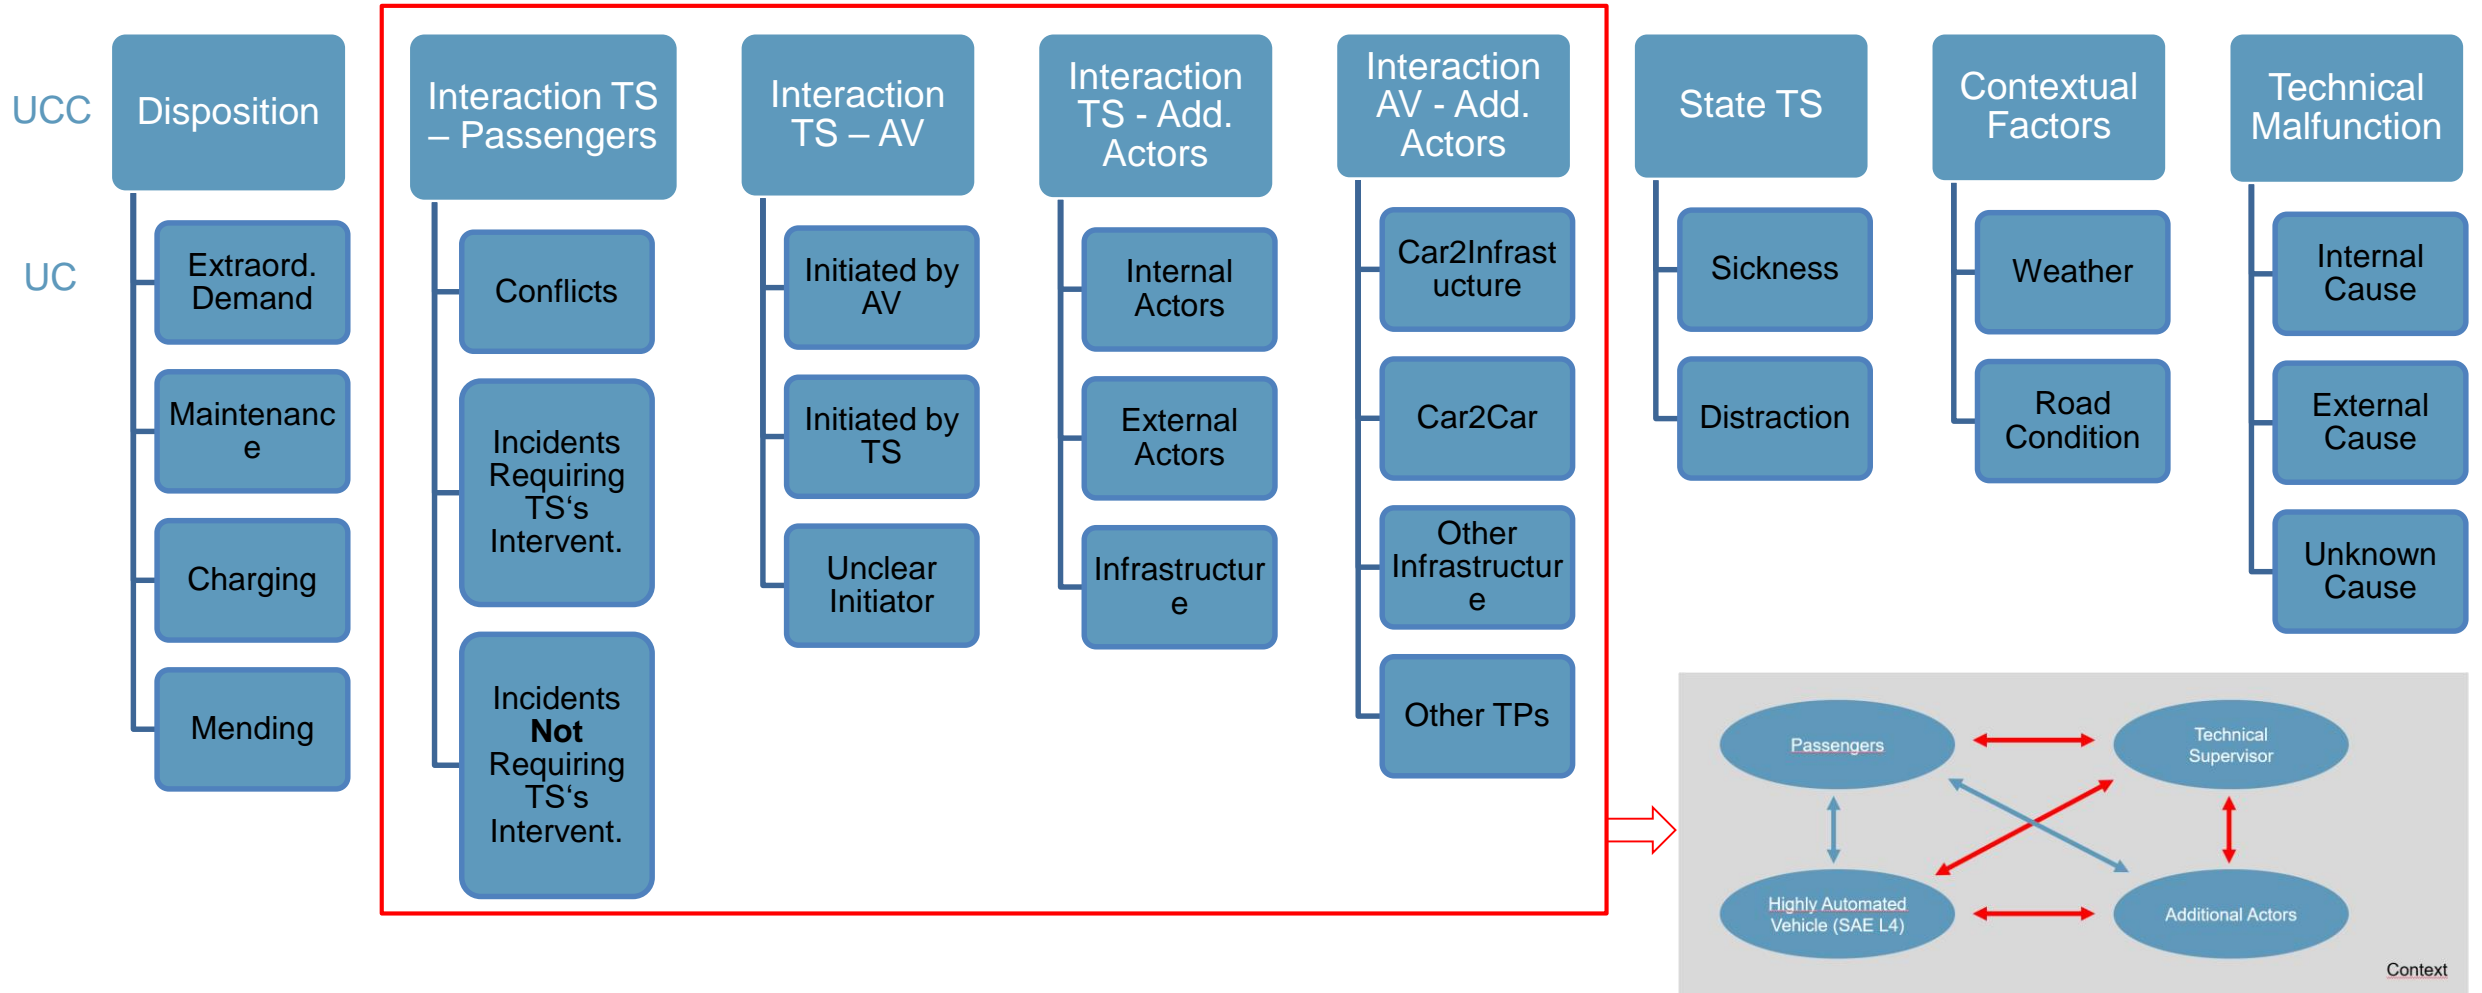 UCC
Disposition
Interaction TS
– Passengers
Interaction
TS – AV
Interaction
TS - Add.
Actors
Interaction
AV - Add.
Actors
State TS
Contextual
Factors
Technical
Malfunction
UC
Extraord.
Demand
Maintenanc
e
Charging
Mending
Conflicts
Incidents
Requiring
TS‘s
Intervent.
Incidents
Not
Requiring
TS‘s
Intervent.
Initiated by
AV
Initiated by
TS
Unclear
Initiator
Internal
Actors
External
Actors
Infrastructur
e
Car2Infrast
ucture
Car2Car
Other
Infrastructur
e
Other TPs
Sickness
Distraction
Weather
Road
Condition
Internal
Cause
External
Cause
Unknown
Cause
Passengers
Technical
Supervisor
Highly Automated
Vehicle (SAE L4)
Additional Actors
Context